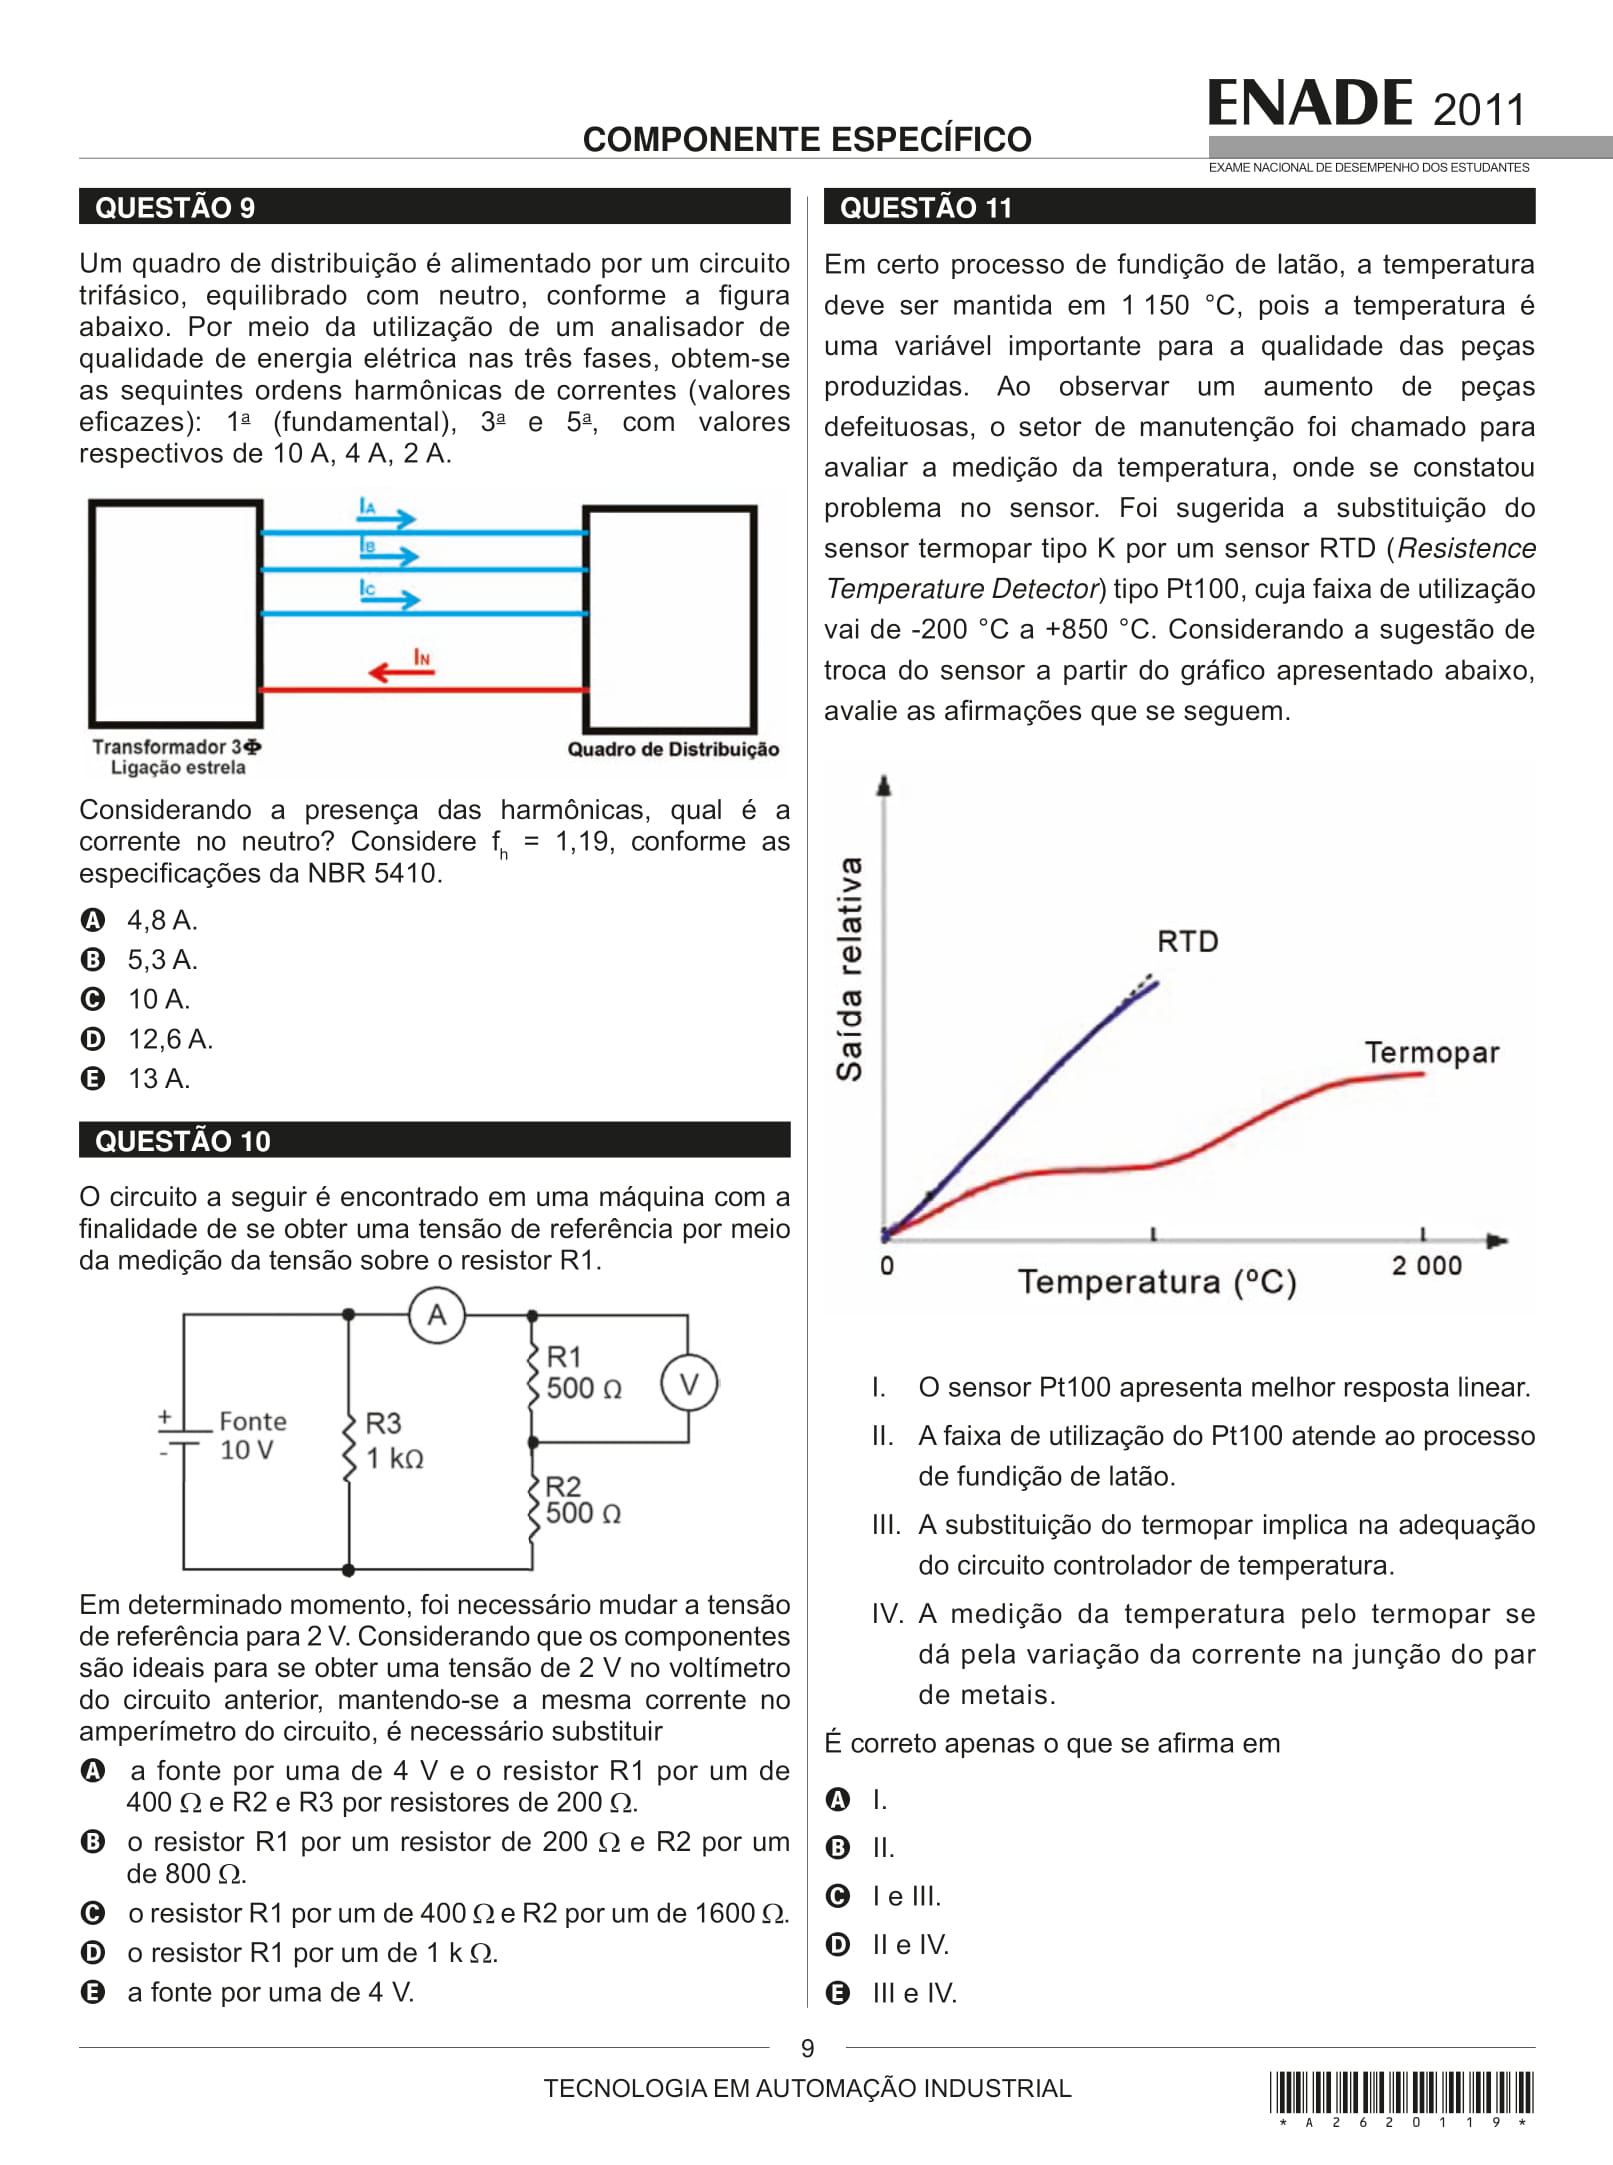 ENADE 2011
COMPONENTE ESPECÍFICO
EXAME NACIONAL DE DESEMPENHO DOS ESTUDANTES
QUESTÃO 9
Um quadro de distribuição é alimentado por um circuito
trifásico, equilibrado com neutro, conforme a figura
abaixo. Por meio da utilização de um analisador de
qualidade de energia elétrica nas três fases, obtem-se
as sequintes ordens harmônicas de correntes (valores
eficazes): 1ª (fundamental), 3ª e 5ª, com valores
respectivos de 10 A, 4 A, 2 A.
IA
IB
IC
IN
Transformador 3Φ
Ligação estrela
Quadro de Distribuição
Considerando a presença das harmônicas, qual é a
corrente no neutro? Considere fh = 1,19, conforme as
especificações da NBR 5410.
A 4,8 A.
B 5,3 A.
C 10 A.
D 12,6 A.
E 13 A.
QUESTÃO 10
O circuito a seguir é encontrado em uma máquina com a
finalidade de se obter uma tensão de referência por meio
da medição da tensão sobre o resistor R1.
A
R1
500 Ω
V
+
Fonte
-
10 V
R3
1 kΩ
R2
500 Ω
Em determinado momento, foi necessário mudar a tensão
de referência para 2 V. Considerando que os componentes
são ideais para se obter uma tensão de 2 V no voltímetro
do circuito anterior, mantendo-se a mesma corrente no
amperímetro do circuito, é necessário substituir
A a fonte por uma de 4 V e o resistor R1 por um de
400 Ω e R2 e R3 por resistores de 200 Ω.
B o resistor R1 por um resistor de 200 Ω e R2 por um
de 800 Ω.
C o resistor R1 por um de 400 Ω e R2 por um de 1600 Ω.
D o resistor R1 por um de 1 k Ω.
E a fonte por uma de 4 V.
QUESTÃO 11
Em certo processo de fundição de latão, a temperatura
deve ser mantida em 1 150 °C, pois a temperatura é
uma variável importante para a qualidade das peças
produzidas. Ao observar um aumento de peças
defeituosas, o setor de manutenção foi chamado para
avaliar a medição da temperatura, onde se constatou
problema no sensor. Foi sugerida a substituição do
sensor termopar tipo K por um sensor RTD (Resistence
Temperature Detector) tipo Pt100, cuja faixa de utilização
vai de -200 °C a +850 °C. Considerando a sugestão de
troca do sensor a partir do gráfico apresentado abaixo,
avalie as afirmações que se seguem.
Saída relativa
RTD
Termopar
0
2 000
Temperatura (ºC)
I. O sensor Pt100 apresenta melhor resposta linear.
II. A faixa de utilização do Pt100 atende ao processo
de fundição de latão.
III. A substituição do termopar implica na adequação
do circuito controlador de temperatura.
IV. A medição da temperatura pelo termopar se
dá pela variação da corrente na junção do par
de metais.
É correto apenas o que se afirma em
A I.
B II.
C I e III.
D II e IV.
E III e IV.
9
TECNOLOGIA EM AUTOMAÇÃO INDUSTRIAL
* A 2 6 2 0 1 1 9 *